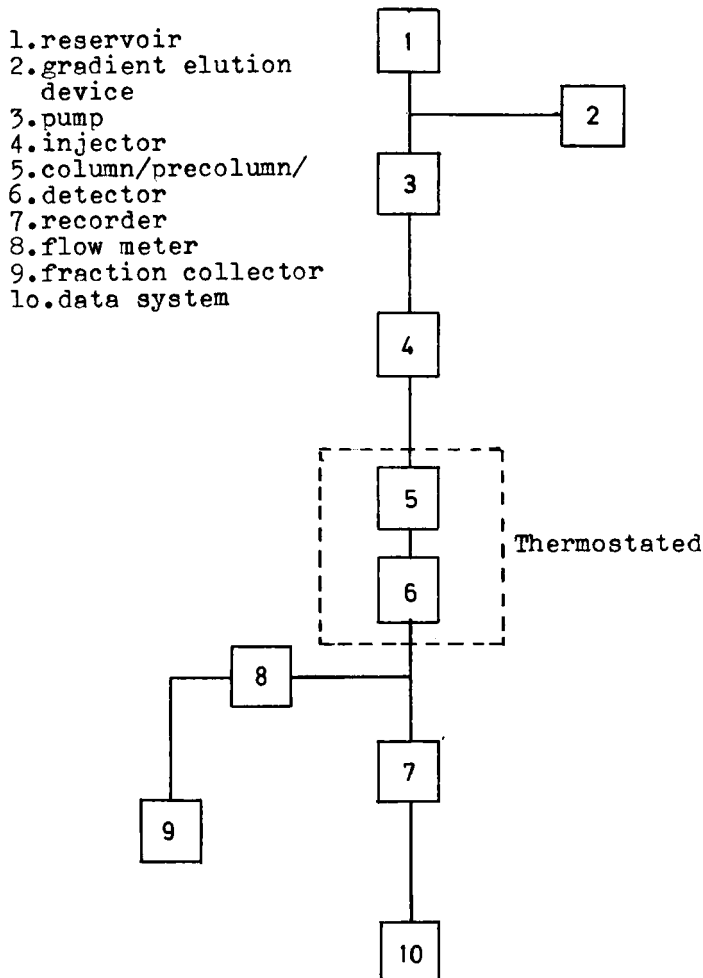 1.reservoir
2.gradient elution
device
3.pump
4.injector
5.column/precolumn/
6.detector
7.recorder
8.flow meter
9.fraction collector
lo.data system
1
2
3
4
5
Thermostated
6
8
7
9
10